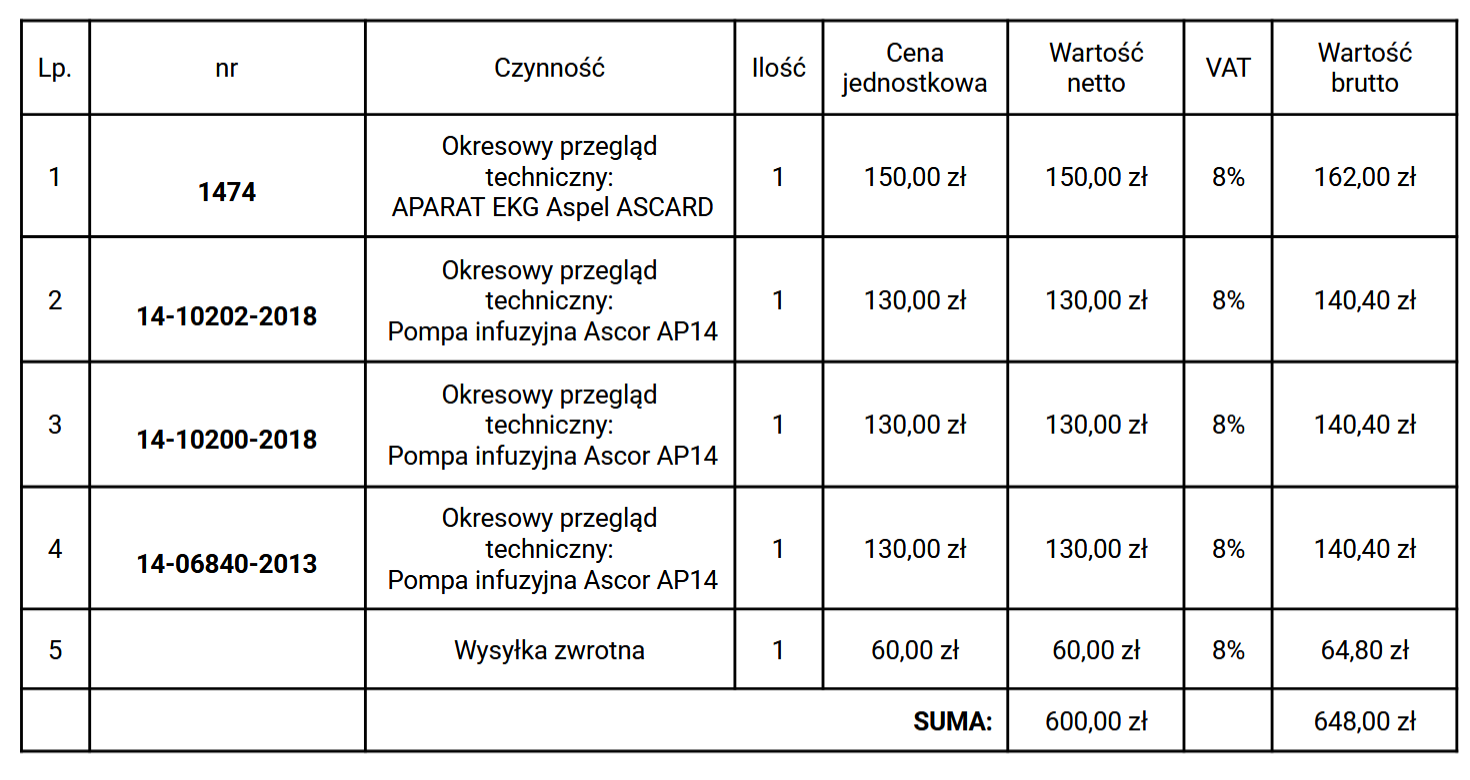 Lp. nr Czynność Ilość Cena jednostkowa Wartość netto VAT Wartość brutto
1 1474 Okresowy przegląd techniczny: APARAT EKG Aspel ASCARD 1 150,00 zł 150,00 zł 8% 162,00 zł
2 14-10202-2018 Okresowy przegląd techniczny: Pompa infuzyjna Ascor AP14 1 130,00 zł 130,00 zł 8% 140,40 zł
3 14-10200-2018 Okresowy przegląd techniczny: Pompa infuzyjna Ascor AP14 1 130,00 zł 130,00 zł 8% 140,40 zł
4 14-06840-2013 Okresowy przegląd techniczny: Pompa infuzyjna Ascor AP14 1 130,00 zł 130,00 zł 8% 140,40 zł
5 Wysyłka zwrotna 1 60,00 zł 60,00 zł 8% 64,80 zł
SUMA: 600,00 zł 648,00 zł